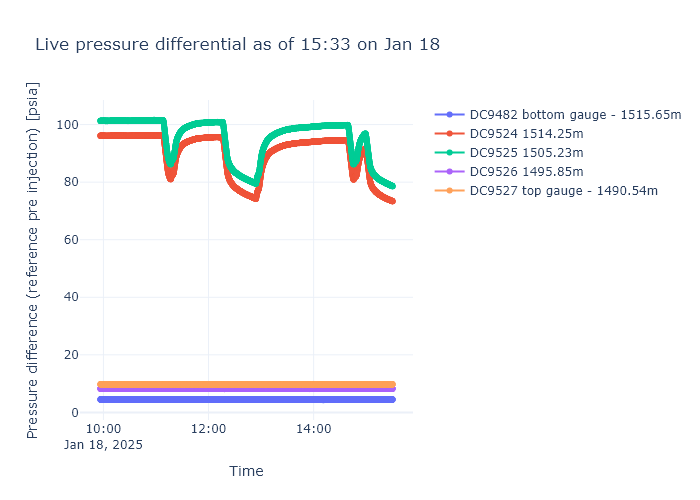 Live pressure differential as of 15:33 on Jan 18
Pressure difference (reference pre injection) [psia]
100
80
60
40
20
0
10:00
Jan 18, 2025
12:00
14:00
Time
DC9482 bottom gauge - 1515.65m
DC9524 1514.25m
DC9525 1505.23m
DC9526 1495.85m
DC9527 top gauge - 1490.54m